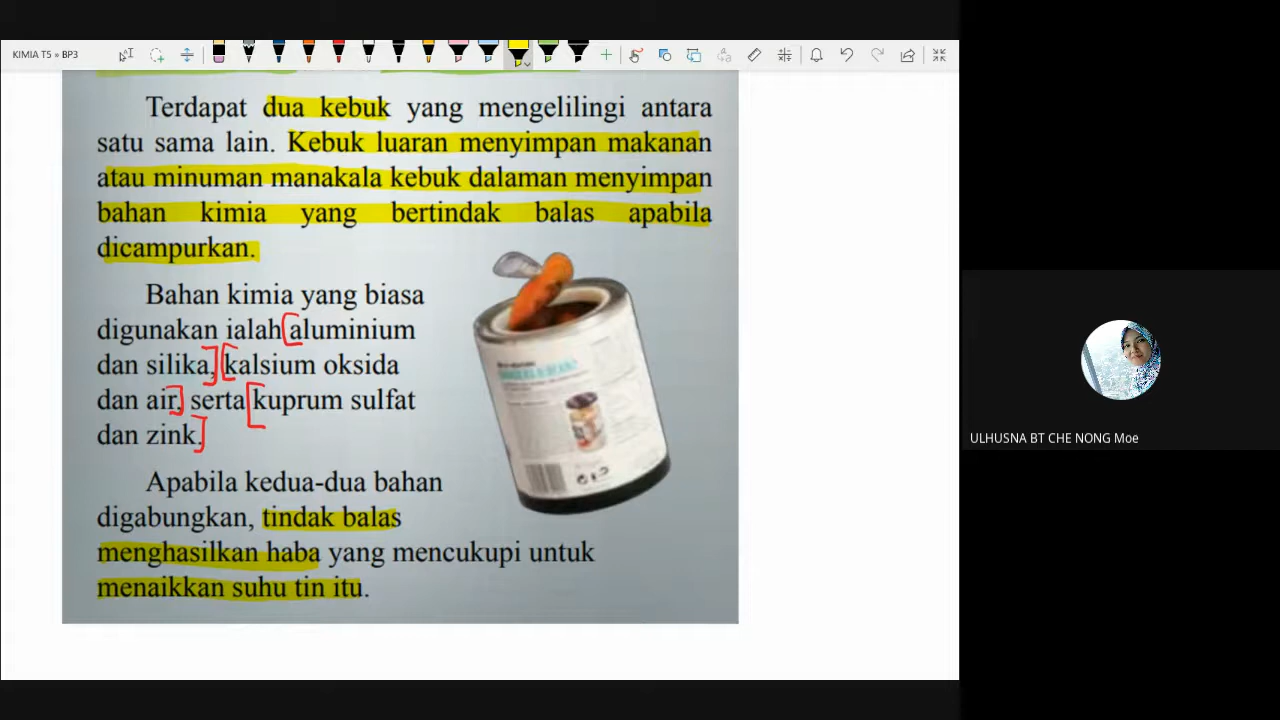 KIMIA T5 » BP3
Terdapat dua kebuk yang mengelilingi antara
satu sama lain. Kebuk luaran menyimpan makanan
atau minuman manakala kebuk dalaman menyimpan
bahan kimia yang bertindak balas apabila
dicampurkan.
Bahan kimia yang biasa
digunakan ialah aluminium
dan silika, kalsium oksida
dan air, serta kuprum sulfat
dan zink.
Apabila kedua-dua bahan
digabungkan, tindak balas
menghasilkan haba yang mencukupi untuk
menaikkan suhu tin itu.
ULHUSNA BT CHE NONG Moe